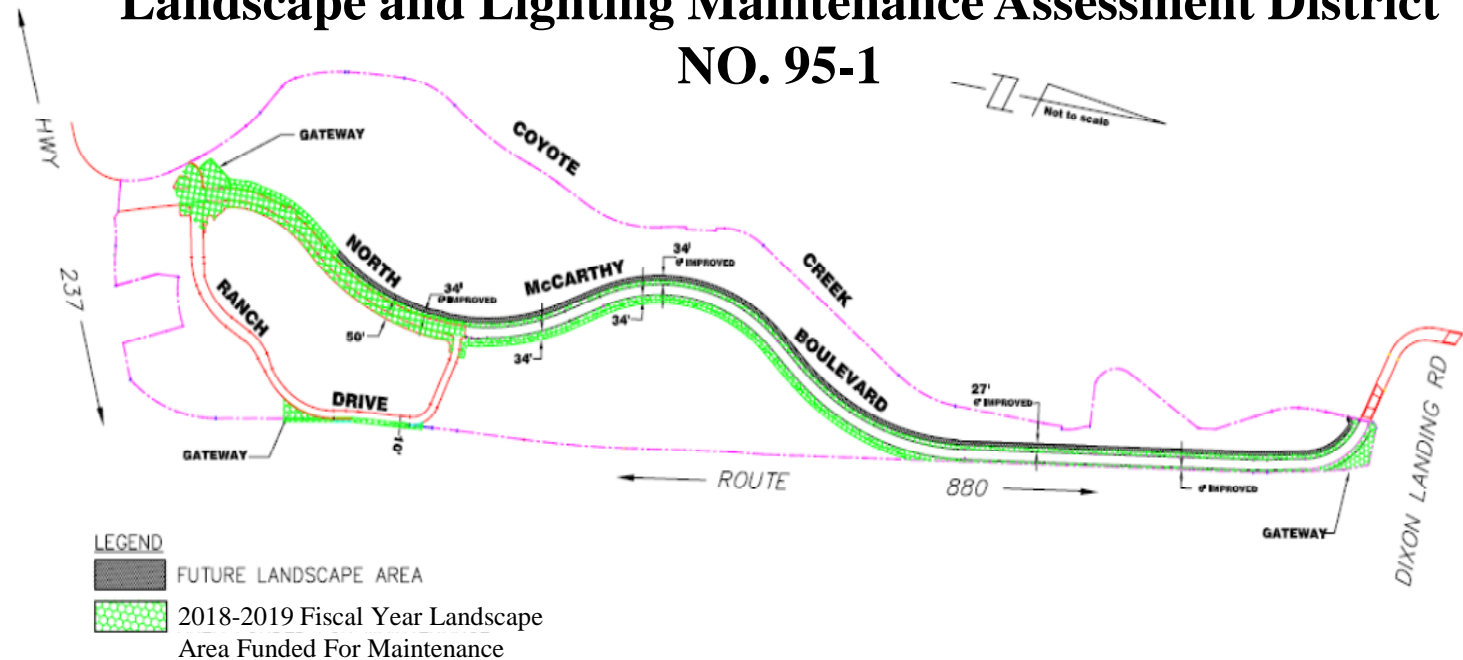 Landscape and Lighting Maintenance Assessment District
NO. 95-1
Not to scale
HWY
237
GATEWAY
COYOTE
CREEK
NORTH
McCARTHY
BOULEVARD
34'
6' IMPROVED
34'
IMPROVED
50'
34'
34'
RANCH
DRIVE
10'
GATEWAY
27'
6' IMPROVED
6' IMPROVED
ROUTE
880
GATEWAY
DIXON LANDING RD
LEGEND
FUTURE LANDSCAPE AREA
2018-2019 Fiscal Year Landscape
Area Funded For Maintenance